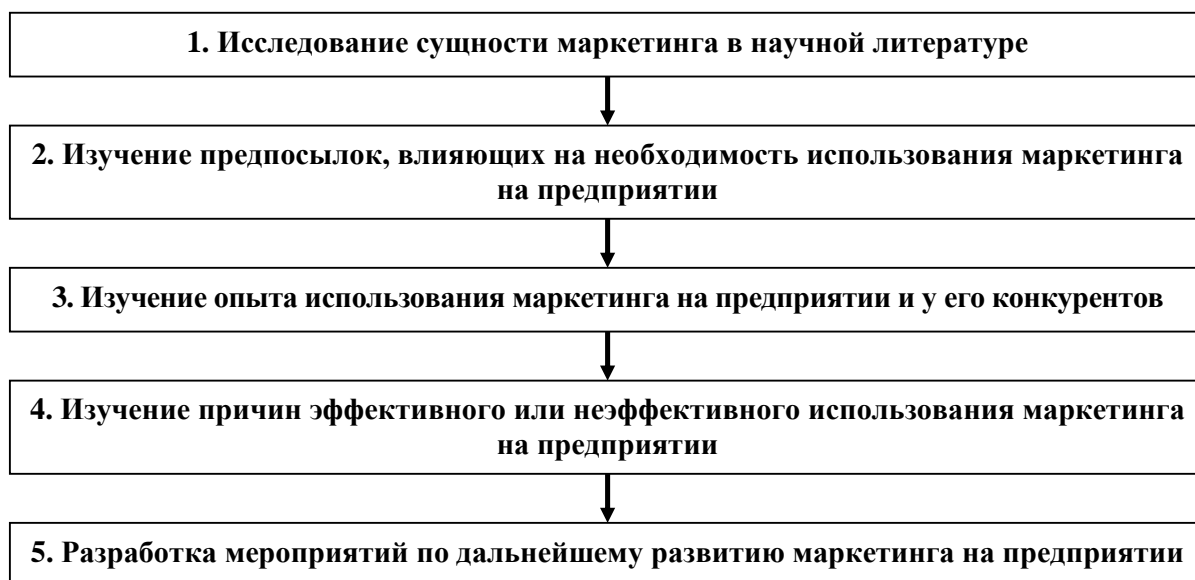 1. Исследование сущности маркетинга в научной литературе
2. Изучение предпосылок, влияющих на необходимость использования маркетинга
на предприятии
3. Изучение опыта использования маркетинга на предприятии и у его конкурентов
4. Изучение причин эффективного или неэффективного использования маркетинга
на предприятии
5. Разработка мероприятий по дальнейшему развитию маркетинга на предприятии